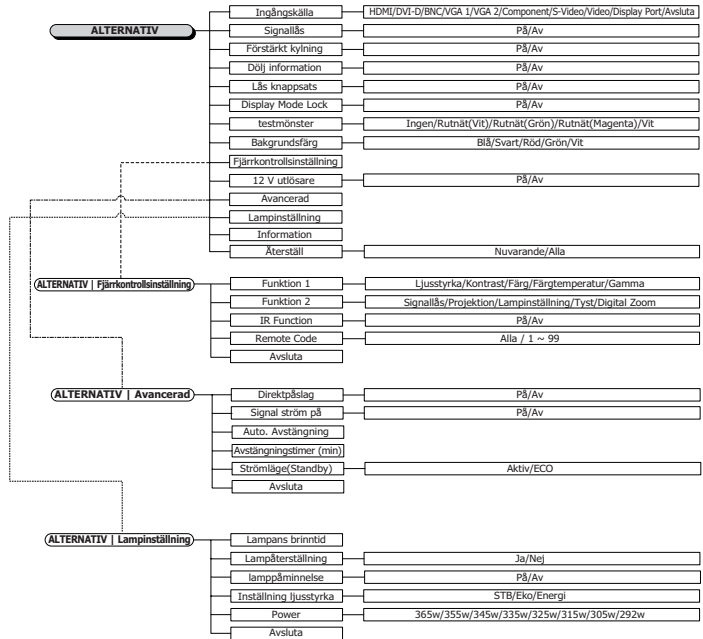 Ingångskälla HDMI/DVI-D/BNC/VGA 1/VGA 2/Component/S-Video/Video/Display Port/Avsluta
ALTERNATIV Signallås På/Av
Förstärkt kylning På/Av
Dölj information På/Av
Lås knappsats På/Av
Display Mode Lock På/Av
testmönster Ingen/Rutnät(Vit)/Rutnät(Grön)/Rutnät(Magenta)/Vit
Bakgrundsfärg Blå/Svart/Röd/Grön/Vit
Fjärrkontrollsinställning
12 V utlösare På/Av
Avancerad
Lampinställning
Information
Återställ Nuvarande/Alla
ALTERNATIV | Fjärrkontrollsinställning Funktion 1 Ljusstyrka/Kontrast/Färg/Färgtemperatur/Gamma
Funktion 2 Signallås/Projektion/Lampinställning/Tyst/Digital Zoom
IR Function På/Av
Remote Code Alla / 1 ~ 99
Avsluta
ALTERNATIV | Avancerad Direktpåslag På/Av
Signal ström på På/Av
Auto. Avstängning
Avstängningstimer (min)
Strömläge(Standby) Aktiv/ECO
Avsluta
ALTERNATIV | Lampinställning Lampans brinntid
Lampåterställning Ja/Nej
lamppåminnelse På/Av
Inställning ljusstyrka STB/Eko/Energi
Power 365w/355w/345w/335w/325w/315w/305w/292w
Avsluta